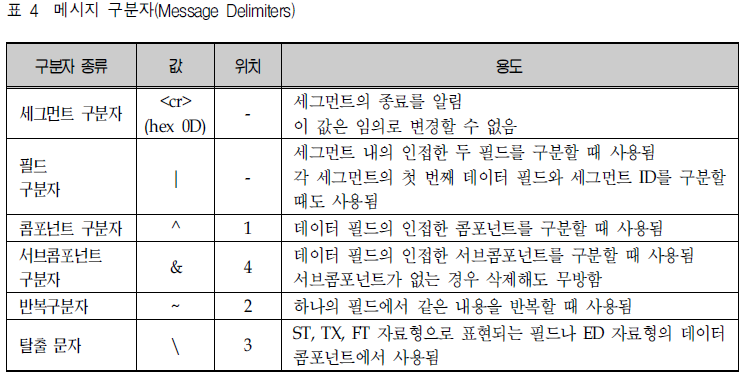 표 4 메시지 구분자(Message Delimiters)
구분자 종류 값 위치 용도
세그먼트 구분자 <cr> (hex 0D) - 세그먼트의 종료를 알림
이 값은 임의로 변경할 수 없음
필드 구분자 | - 세그먼트 내의 인접한 두 필드를 구분할 때 사용됨
각 세그먼트의 첫 번째 데이터 필드와 세그먼트 ID를 구분할
때도 사용됨
콤포넌트 구분자 ^ 1 데이터 필드의 인접한 콤포넌트를 구분할 때 사용됨
서브콤포넌트 구분자 & 4 데이터 필드의 인접한 서브콤포넌트를 구분할 때 사용됨
서브콤포넌트가 없는 경우 삭제해도 무방함
반복구분자 ~ 2 하나의 필드에서 같은 내용을 반복할 때 사용됨
탈출 문자 \ 3 ST, TX, FT 자료형으로 표현되는 필드나 ED 자료형의 데이터
콤포넌트에서 사용됨